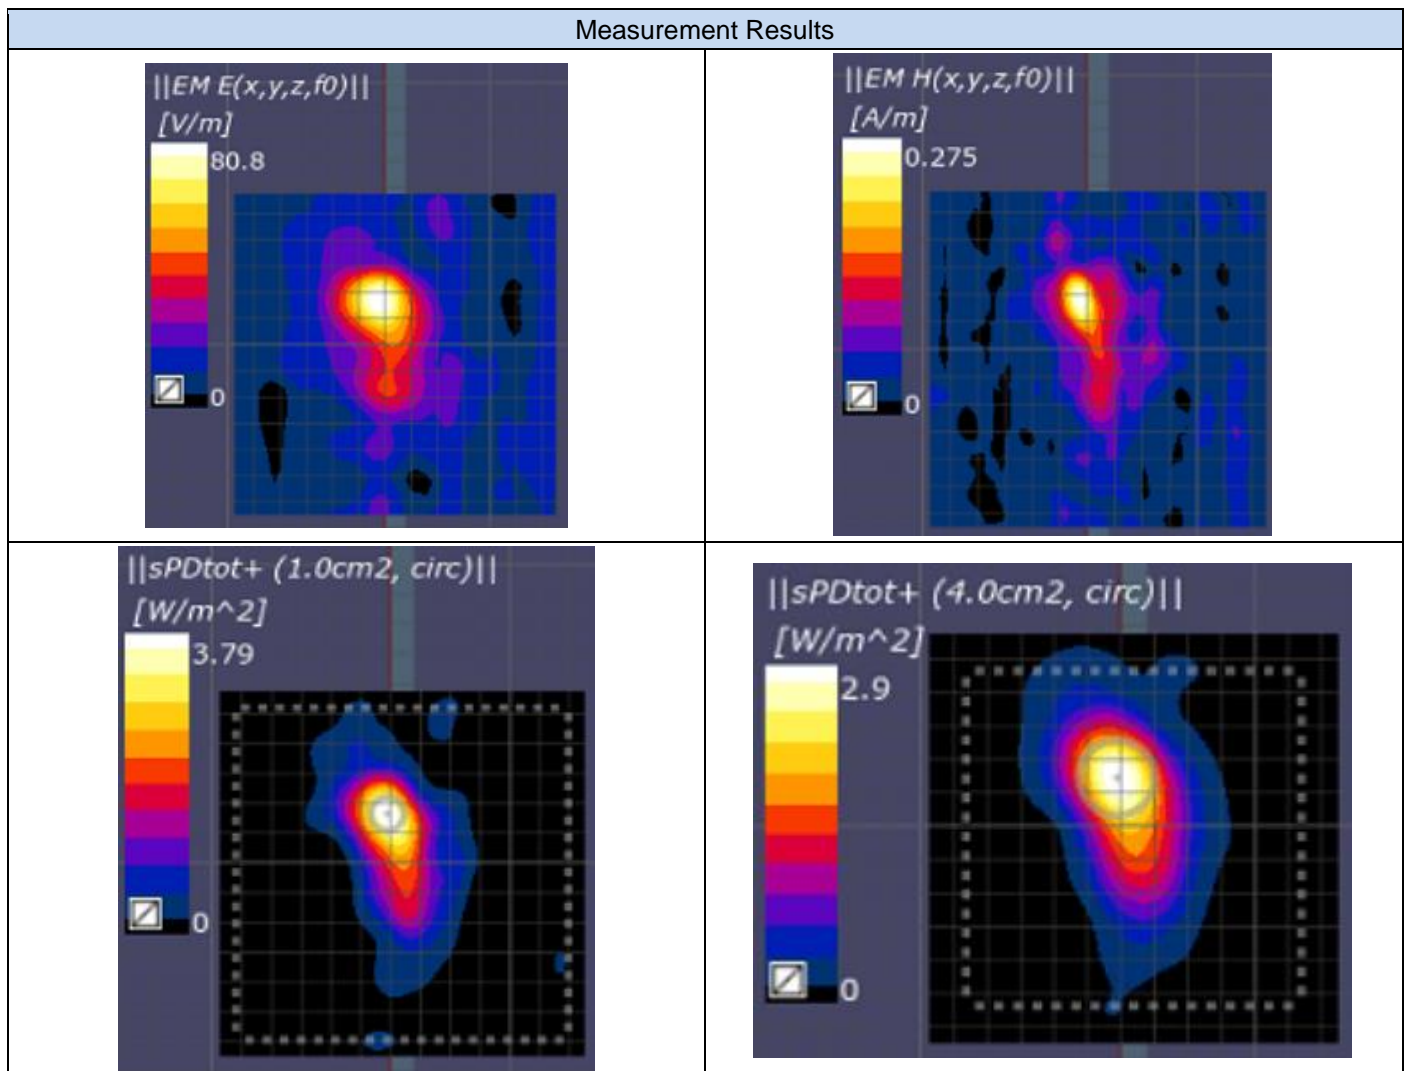 Measurement Results
||EM E(x,y,z,f0)||
[V/m]
80.8
0
||EM H(x,y,z,f0)||
[A/m]
0.275
0
||sPDtot+ (1.0cm2, circ)||
[W/m^2]
3.79
0
||sPDtot+ (4.0cm2, circ)||
[W/m^2]
2.9
0